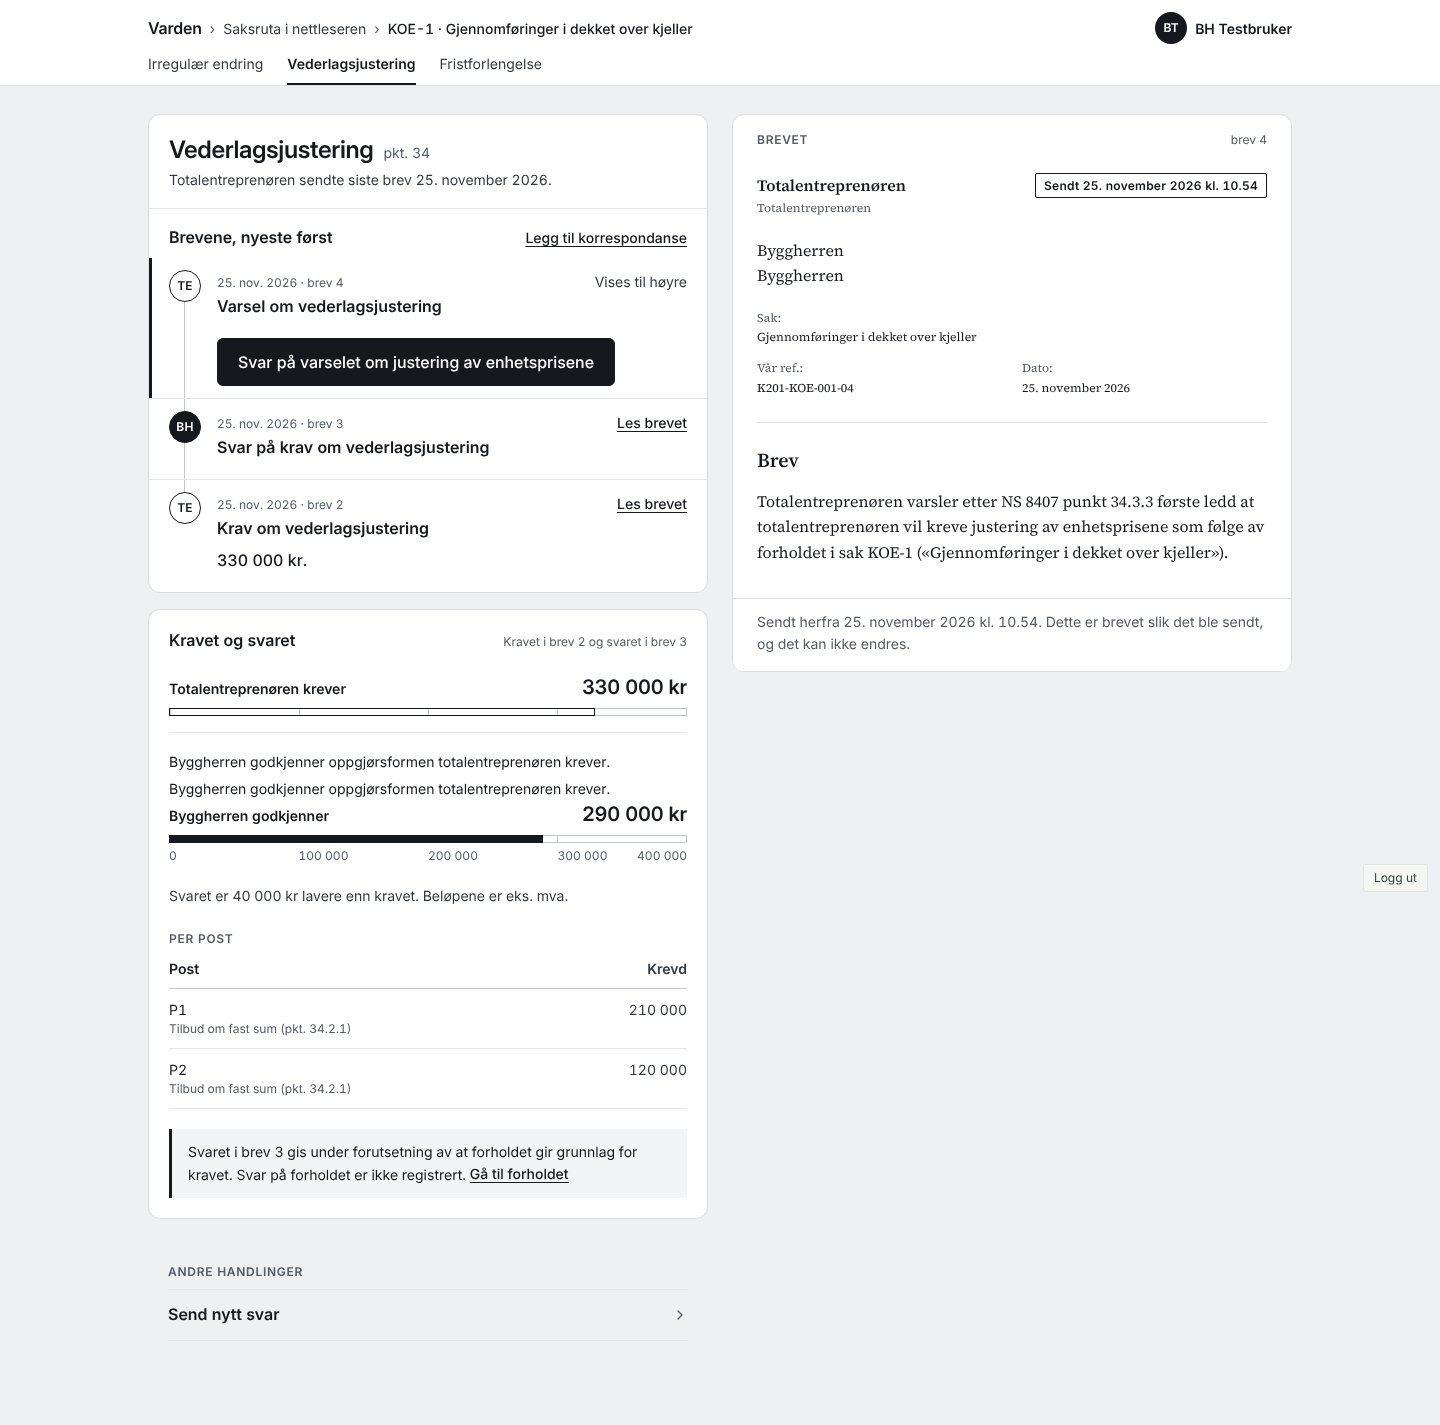 Varden › Saksruta i nettleseren › KOE-1 · Gjennomføringer i dekket over kjeller
BT BH Testbruker
Irregulær endring Vederlagsjustering Fristforlengelse
Vederlagsjustering pkt. 34
Totalentreprenøren sendte siste brev 25. november 2026.
Brevene, nyeste først Legg til korrespondanse
TE 25. nov. 2026 · brev 4 Vises til høyre
Varsel om vederlagsjustering
Svar på varselet om justering av enhetsprisene
BH 25. nov. 2026 · brev 3 Les brevet
Svar på krav om vederlagsjustering
TE 25. nov. 2026 · brev 2 Les brevet
Krav om vederlagsjustering
330 000 kr.
Kravet og svaret Kravet i brev 2 og svaret i brev 3
Totalentreprenøren krever 330 000 kr
Byggherren godkjenner oppgjørsformen totalentreprenøren krever.
Byggherren godkjenner oppgjørsformen totalentreprenøren krever.
Byggherren godkjenner 290 000 kr
0 100 000 200 000 300 000 400 000
Svaret er 40 000 kr lavere enn kravet. Beløpene er eks. mva.
PER POST
Post Krevd
P1 210 000
Tilbud om fast sum (pkt. 34.2.1)
P2 120 000
Tilbud om fast sum (pkt. 34.2.1)
Svaret i brev 3 gis under forutsetning av at forholdet gir grunnlag for
kravet. Svar på forholdet er ikke registrert. Gå til forholdet
ANDRE HANDLINGER
Send nytt svar
BREVET brev 4
Totalentreprenøren Sendt 25. november 2026 kl. 10.54
Totalentreprenøren
Byggherren
Byggherren
Sak:
Gjennomføringer i dekket over kjeller
Vår ref.: Dato:
K201-KOE-001-04 25. november 2026
Brev
Totalentreprenøren varsler etter NS 8407 punkt 34.3.3 første ledd at
totalentreprenøren vil kreve justering av enhetsprisene som følge av
forholdet i sak KOE-1 («Gjennomføringer i dekket over kjeller»).
Sendt herfra 25. november 2026 kl. 10.54. Dette er brevet slik det ble sendt,
og det kan ikke endres.
Logg ut